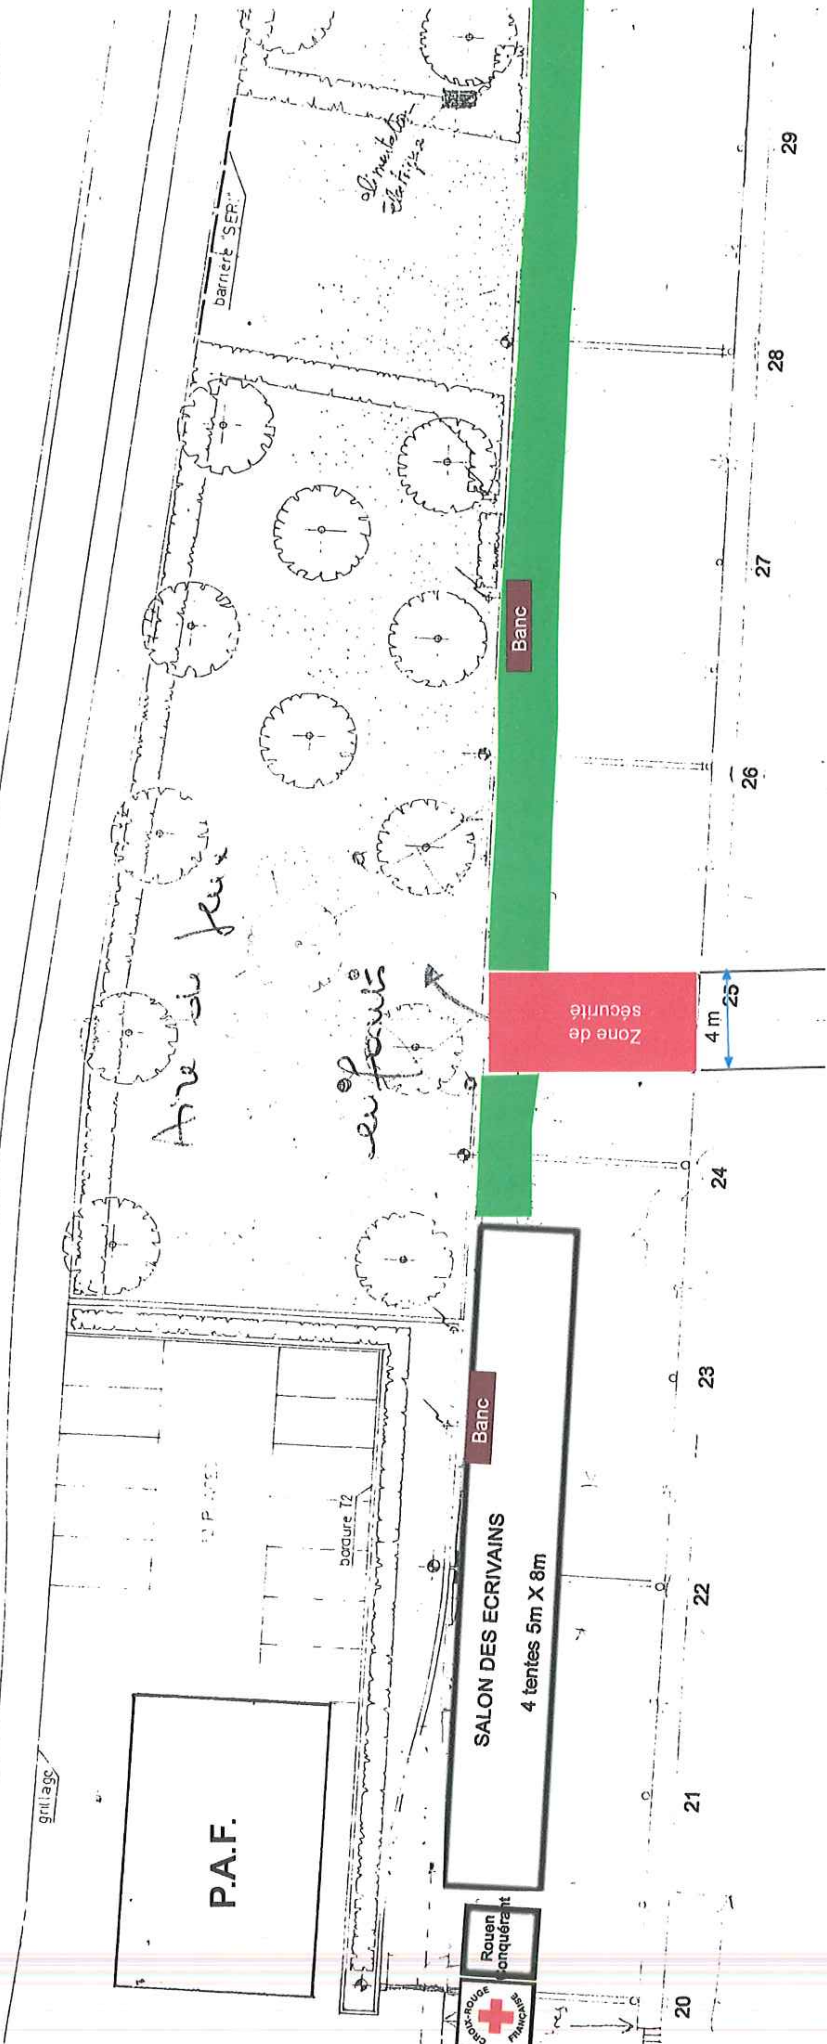 alimentation
électrique
barrière "SERI"
29
28
27
Banc
26
Aire de jeux
enfants
Zone de
sécurité
25
4 m
24
23
Banc
bordure T2
22
SALON DES ECRIVAINS
4 tentes 5m X 8m
grillage
P.A.F.
21
Rouen
Conquérant
CROIX-ROUGE
FRANÇAISE
20